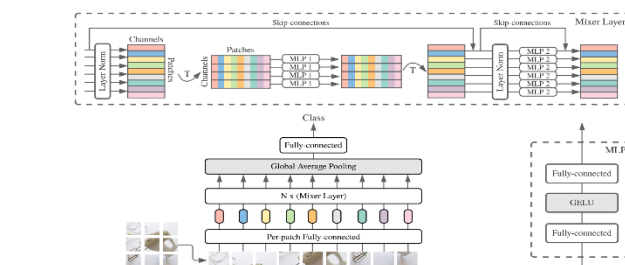 Skip connections
Skip connections
Mixer Layer
Channels
Layer Norm
Patches
T
Patches
Channels
MLP 1
MLP 1
MLP 1
MLP 1
T
Layer Norm
MLP 2
MLP 2
MLP 2
MLP 2
MLP 2
MLP 2
Class
Fully-connected
Global Average Pooling
N x (Mixer Layer)
Per-patch Fully-connected
MLP
Fully-connected
GELU
Fully-connected